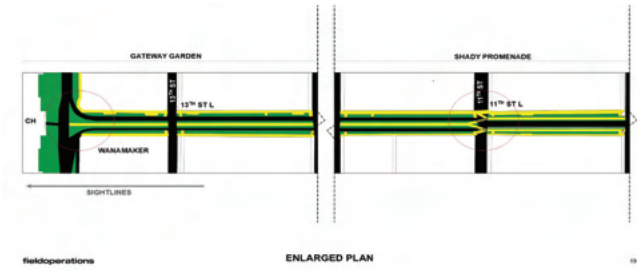 GATEWAY GARDEN
SHADY PROMENADE
13TH ST
13TH ST L
11TH ST
11TH ST L
CH
WANAMAKER
SIGHTLINES
fieldoperations
ENLARGED PLAN